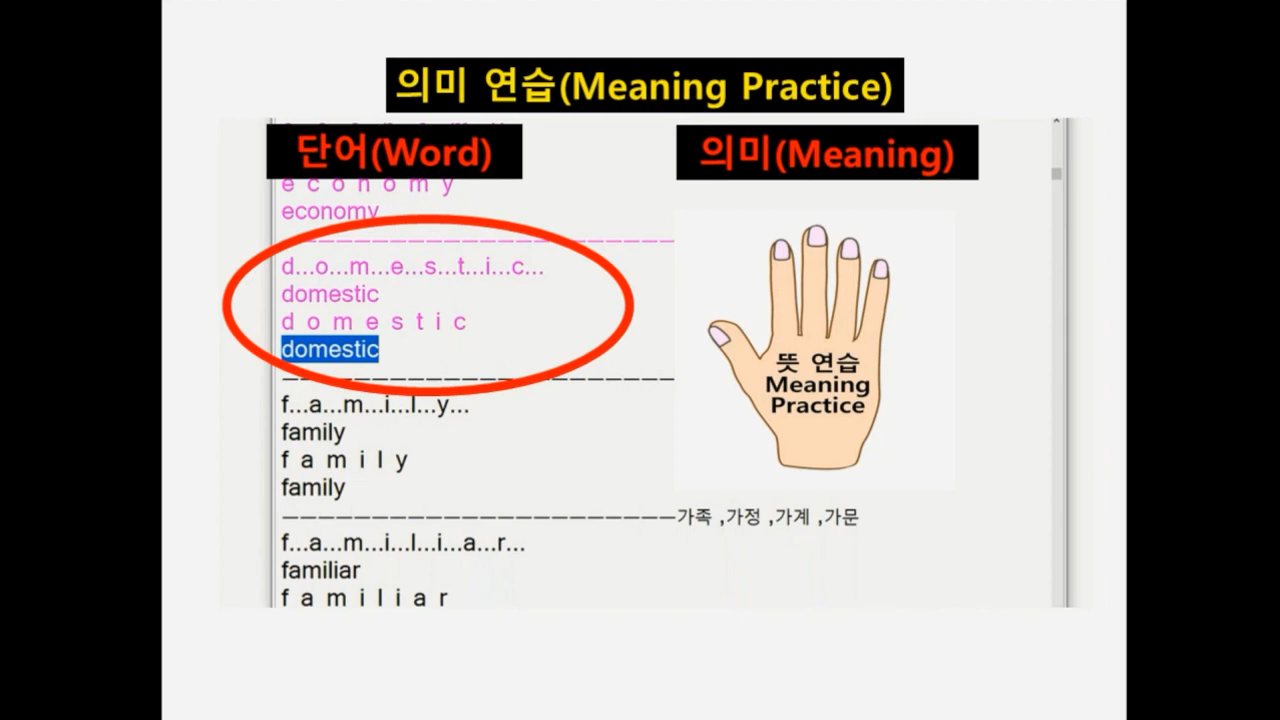 의미 연습(Meaning Practice)
단어(Word)
의미(Meaning)
e c o n o m y
economy
————————————————————————
d...o...m...e...s...t...i...c...
domestic
d o m e s t i c
domestic
————————————————————————
f...a...m...i...l...y...
family
f a m i l y
family
————————————————————————가족 ,가정 ,가계 ,가문
f...a...m...i...l...i...a...r...
familiar
f a m i l i a r
뜻 연습
Meaning
Practice